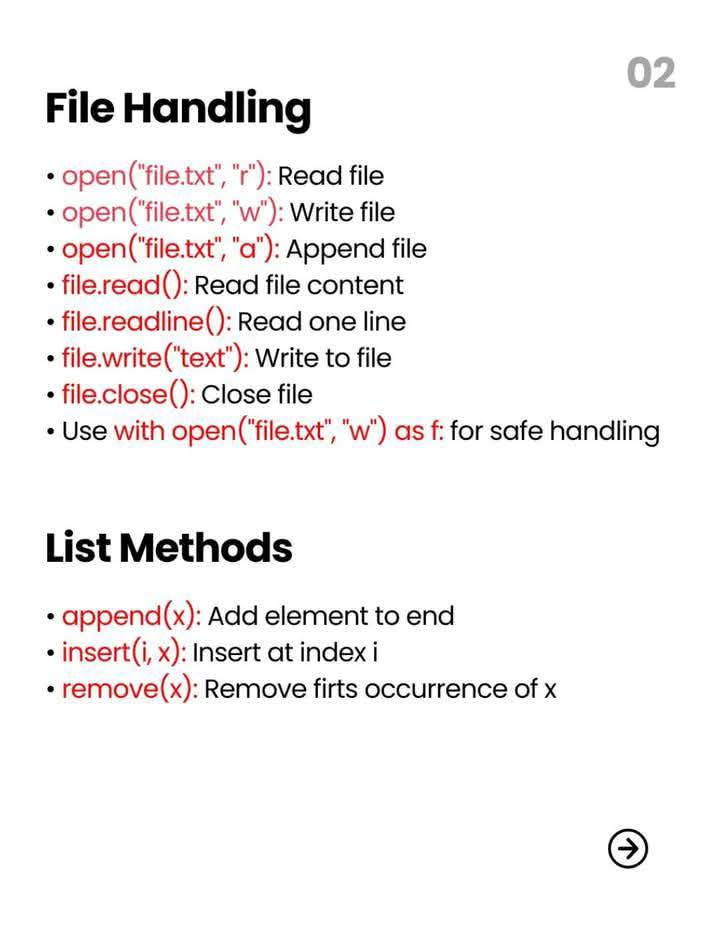 02
File Handling
• open("file.txt", "r"): Read file
• open("file.txt", "w"): Write file
• open("file.txt", "a"): Append file
• file.read(): Read file content
• file.readline(): Read one line
• file.write("text"): Write to file
• file.close(): Close file
• Use with open("file.txt", "w") as f: for safe handling
List Methods
• append(x): Add element to end
• insert(i, x): Insert at index i
• remove(x): Remove firts occurrence of x